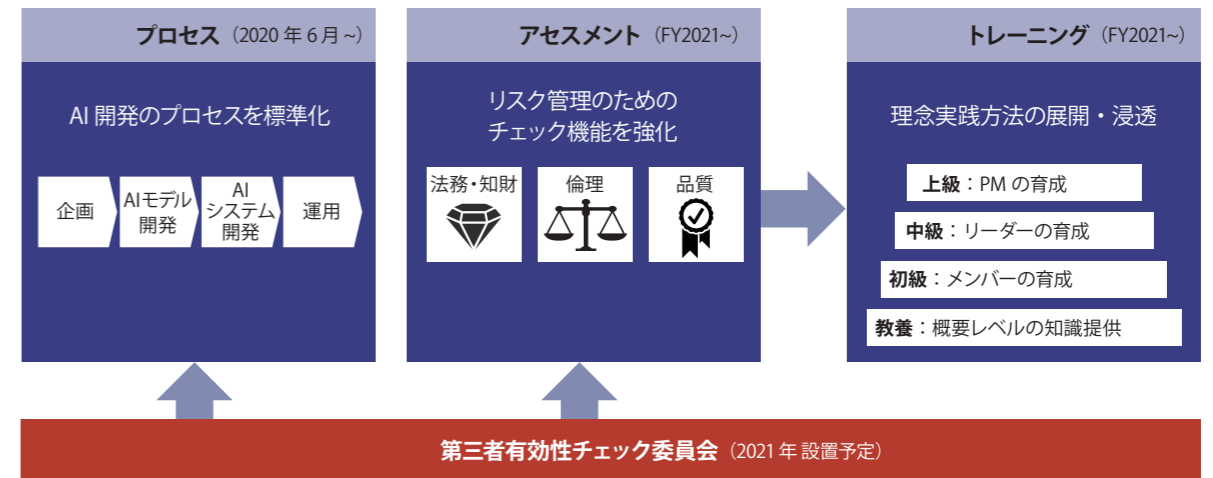 プロセス（2020 年 6 月 ~）
AI 開発のプロセスを標準化
企画
AIモデル
開発
AI
システム
開発
運用
アセスメント（FY2021~）
リスク管理のための
チェック機能を強化
法務・知財
倫理
品質
トレーニング（FY2021~）
理念実践方法の展開・浸透
上級：PM の育成
中級：リーダーの育成
初級：メンバーの育成
教養：概要レベルの知識提供
第三者有効性チェック委員会（2021 年 設置予定）